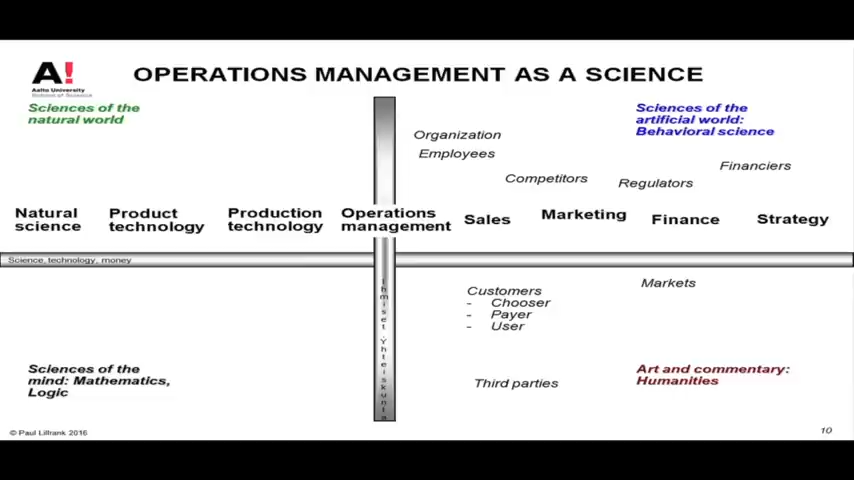 A!
Aalto University
School of Science
OPERATIONS MANAGEMENT AS A SCIENCE
Sciences of the
natural world
Sciences of the
artificial world:
Behavioral science
Organization
Employees
Competitors
Regulators
Financiers
Natural
science
Product
technology
Production
technology
Operations
management
Sales
Marketing
Finance
Strategy
Science, technology, money
Ihmiset .Yhteiskunta
Customers
- Chooser
- Payer
- User
Markets
Third parties
Sciences of the
mind: Mathematics,
Logic
Art and commentary:
Humanities
© Paul Lillrank 2016
10